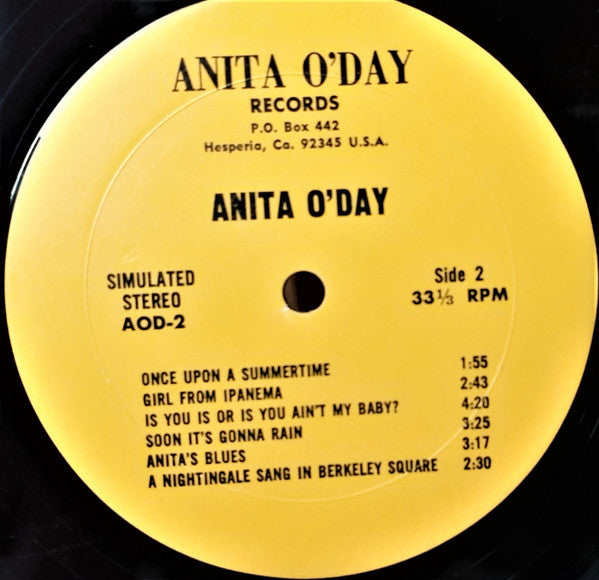 ANITA O'DAY
RECORDS
P.O. Box 442
Hesperia, Ca. 92345 U.S.A.
ANITA O'DAY
SIMULATED
STEREO
AOD-2
Side 2
33⅓ RPM
ONCE UPON A SUMMERTIME 1:55
GIRL FROM IPANEMA 2:43
IS YOU IS OR IS YOU AIN'T MY BABY? 4:20
SOON IT'S GONNA RAIN 3:25
ANITA'S BLUES 3:17
A NIGHTINGALE SANG IN BERKELEY SQUARE 2:30